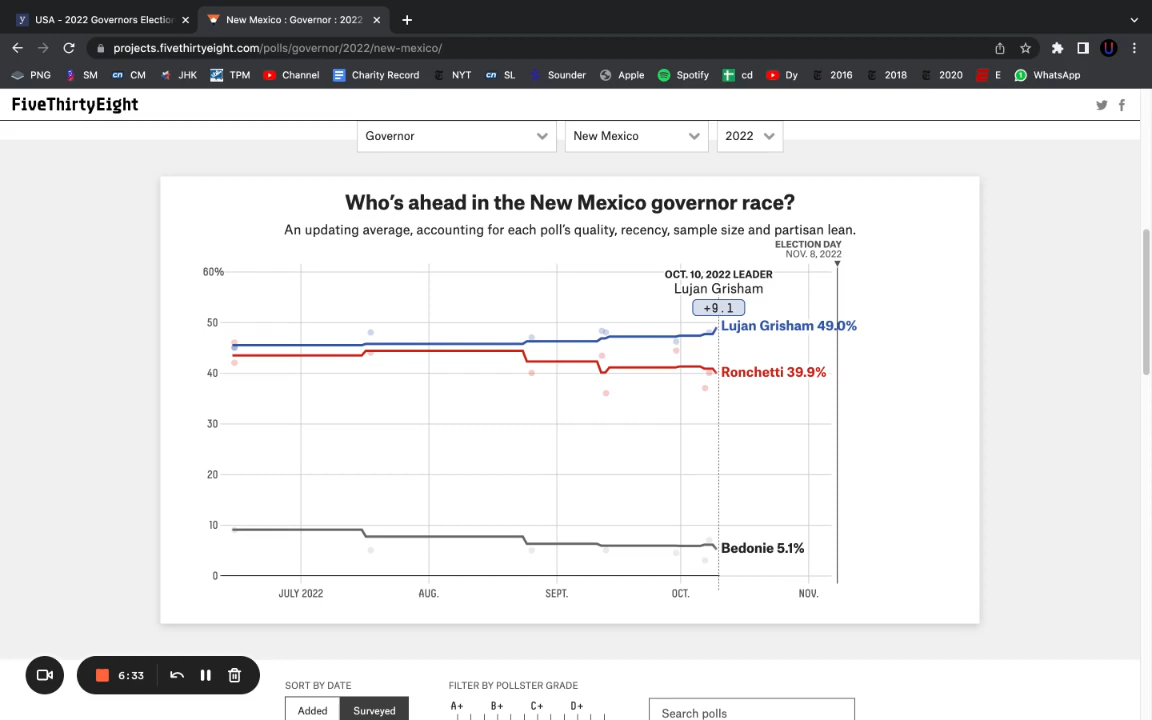 USA - 2022 Governors Election
New Mexico : Governor : 2022
projects.fivethirtyeight.com/polls/governor/2022/new-mexico/
PNG SM CM JHK TPM Channel Charity Record NYT SL Sounder Apple Spotify cd Dy 2016 2018 2020 E WhatsApp
FiveThirtyEight
Governor New Mexico 2022
Who's ahead in the New Mexico governor race?
An updating average, accounting for each poll's quality, recency, sample size and partisan lean.
ELECTION DAY
NOV. 8, 2022
60%
OCT. 10, 2022 LEADER
Lujan Grisham
+9.1
50
Lujan Grisham 49.0%
40
Ronchetti 39.9%
30
20
10
Bedonie 5.1%
0
JULY 2022 AUG. SEPT. OCT. NOV.
6:33
SORT BY DATE FILTER BY POLLSTER GRADE
A+ B+ C+ D+
Added Surveyed Search polls